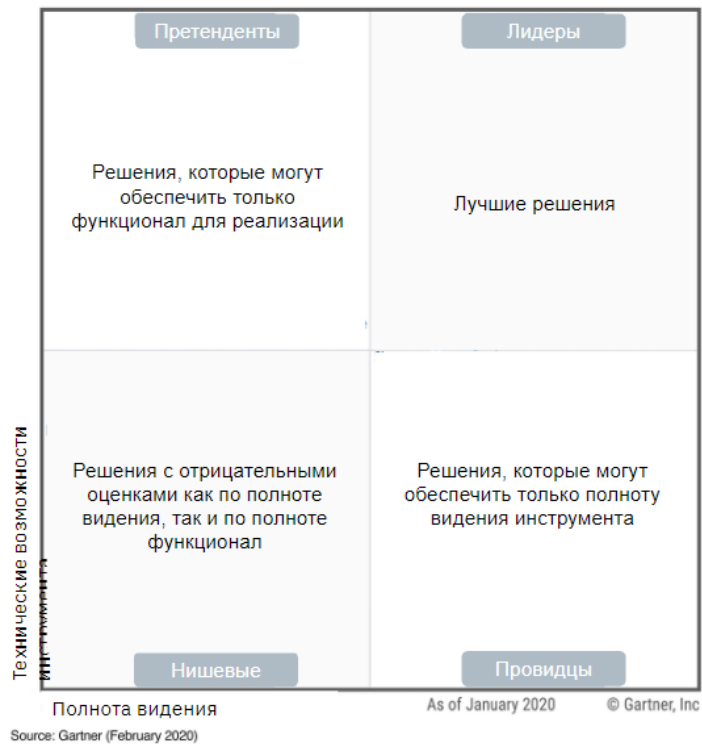 Претенденты
Лидеры
Решения, которые могут
обеспечить только
функционал для реализации
Лучшие решения
Решения с отрицательными
оценками как по полноте
видения, так и по полноте
функционал
Решения, которые могут
обеспечить только полноту
видения инструмента
Технические возможности
инструмента
Нишевые
Провидцы
Полнота видения
As of January 2020
© Gartner, Inc
Source: Gartner (February 2020)